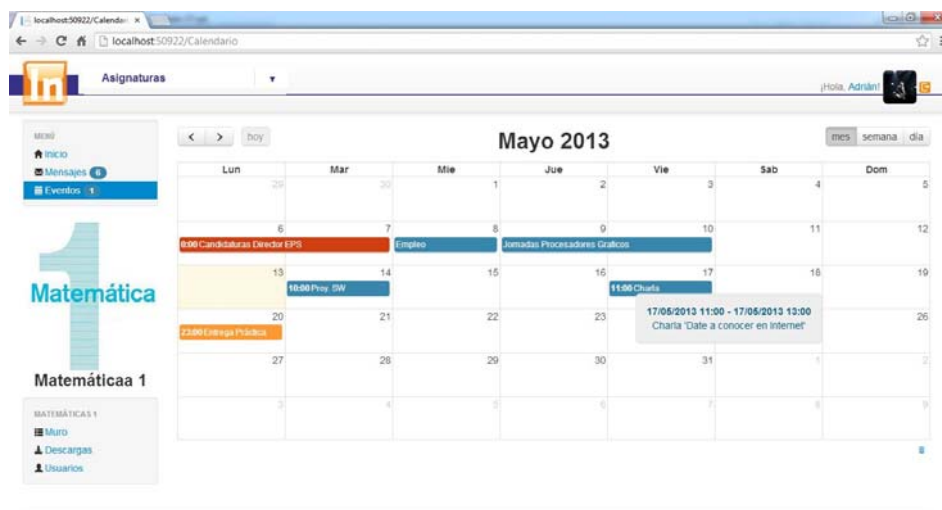 localhost:50922/Calendar
localhost:50922/Calendario
In
Asignaturas
¡Hola, Adrián!
MENÚ
Inicio
Mensajes 6
Eventos 1
1
Matemática
Matemáticaa 1
MATEMÁTICAS 1
Muro
Descargas
Usuarios
hoy
Mayo 2013
mes semana día
Lun Mar Mie Jue Vie Sab Dom
29 30 1 2 3 4 5
6 7 8 9 10 11 12
0:00 Candidaturas Director EPS Empleo Jornadas Procesadores Graficos
13 14 15 16 17 18 19
10:00 Proy. SW 11:00 Charla
17/05/2013 11:00 - 17/05/2013 13:00
Charla 'Date a conocer en Internet'
20 21 22 23 26
23:00 Entrega Práctica
27 28 29 30 31 1 2
3 4 5 6 7 8 9